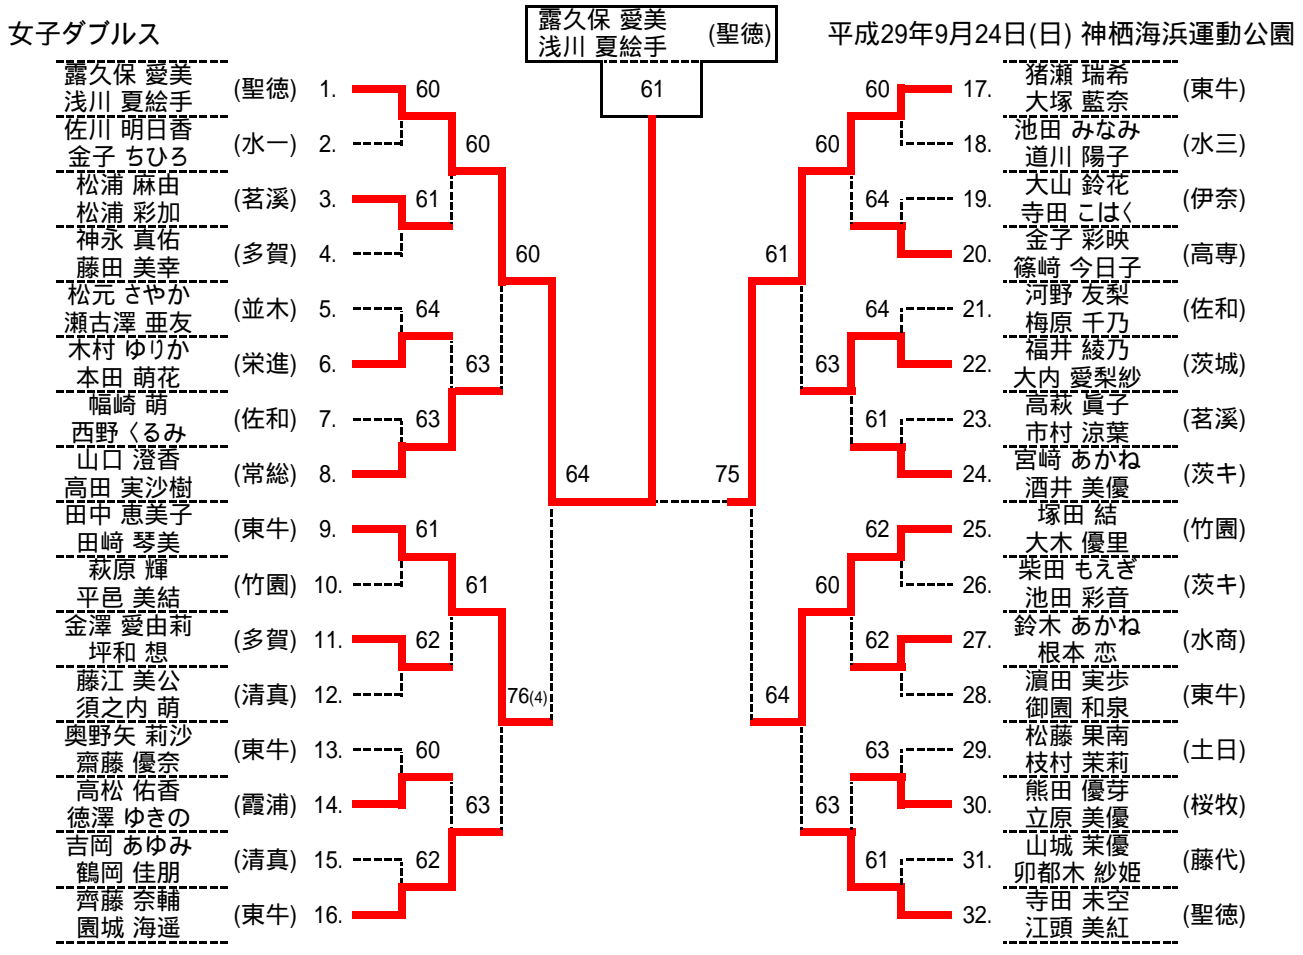 女子ダブルス
露久保 愛美
浅川 夏絵手
(聖徳)
平成29年9月24日(日) 神栖海浜運動公園
61
露久保 愛美
浅川 夏絵手
(聖徳) 1.
佐川 明日香
金子 ちひろ
(水一) 2.
松浦 麻由
松浦 彩加
(茗溪) 3.
神永 真佑
藤田 美幸
(多賀) 4.
松元 さやか
瀬古澤 亜友
(並木) 5.
木村 ゆりか
本田 萌花
(栄進) 6.
幅崎 萌
西野 くるみ
(佐和) 7.
山口 澄香
高田 実沙樹
(常総) 8.
田中 恵美子
田﨑 琴美
(東牛) 9.
萩原 輝
平邑 美結
(竹園) 10.
金澤 愛由莉
坪和 想
(多賀) 11.
藤江 美公
須之内 萌
(清真) 12.
奥野矢 莉沙
齋藤 優奈
(東牛) 13.
高松 佑香
徳澤 ゆきの
(霞浦) 14.
吉岡 あゆみ
鶴岡 佳朋
(清真) 15.
齊藤 奈輔
園城 海遥
(東牛) 16.
60
61
64
63
61
62
60
62
60
63
61
63
60
76(4)
64
75
61
64
60
63
60
63
60
64
64
61
62
62
63
61
17.
猪瀬 瑞希
大塚 藍奈
(東牛)
18.
池田 みなみ
道川 陽子
(水三)
19.
大山 鈴花
寺田 こはく
(伊奈)
20.
金子 彩映
篠﨑 今日子
(高専)
21.
河野 友梨
梅原 千乃
(佐和)
22.
福井 綾乃
大内 愛梨紗
(茨城)
23.
高萩 眞子
市村 涼葉
(茗溪)
24.
宮﨑 あかね
酒井 美優
(茨キ)
25.
塚田 結
大木 優里
(竹園)
26.
柴田 もえぎ
池田 彩音
(茨キ)
27.
鈴木 あかね
根本 恋
(水商)
28.
濵田 実歩
御園 和泉
(東牛)
29.
松藤 果南
枝村 茉莉
(土日)
30.
熊田 優芽
立原 美優
(桜牧)
31.
山城 茉優
卯都木 紗姫
(藤代)
32.
寺田 未空
江頭 美紅
(聖徳)